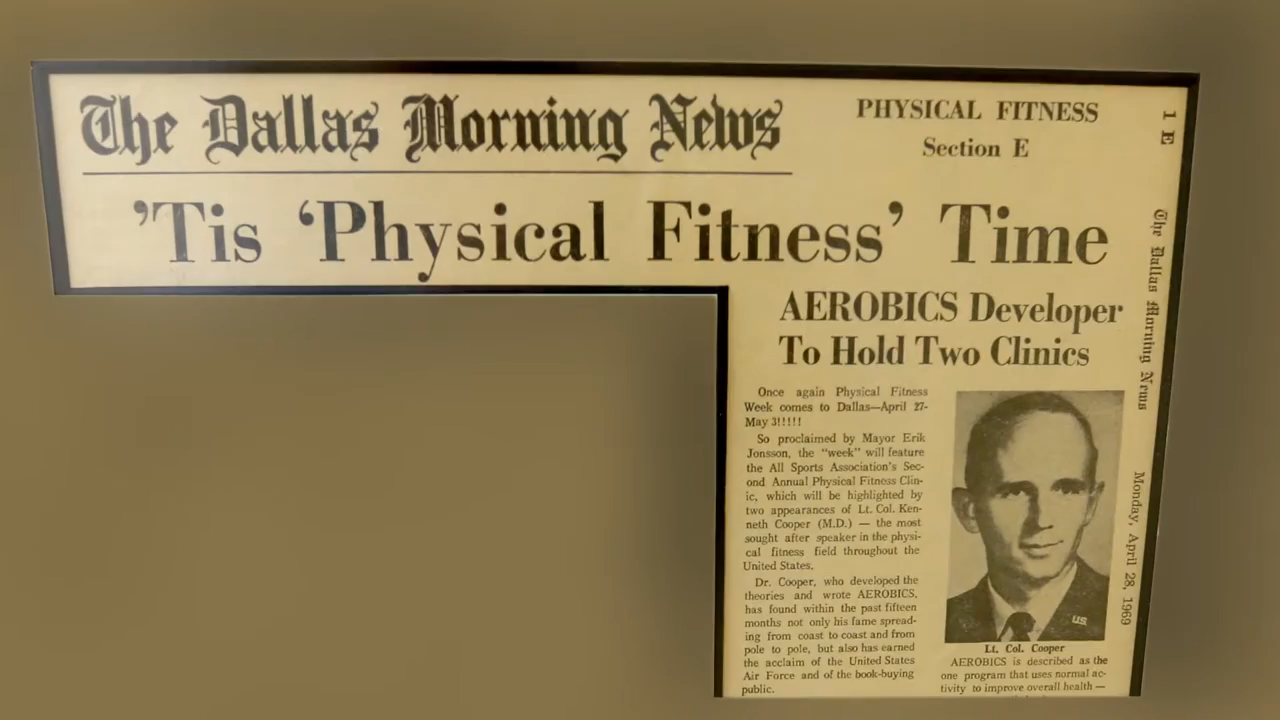 The Dallas Morning News
PHYSICAL FITNESS
Section E
1 E
'Tis 'Physical Fitness' Time
The Dallas Morning News
Monday, April 28, 1969
AEROBICS Developer
To Hold Two Clinics
Once again Physical Fitness
Week comes to Dallas—April 27-
May 3!!!!!
So proclaimed by Mayor Erik
Jonsson, the "week" will feature
the All Sports Association's Sec-
ond Annual Physical Fitness Clin-
ic, which will be highlighted by
two appearances of Lt. Col. Ken-
neth Cooper (M.D.) — the most
sought after speaker in the physi-
cal fitness field throughout the
United States.
Dr. Cooper, who developed the
theories and wrote AEROBICS,
has found within the past fifteen
months not only his fame spread-
ing from coast to coast and from
pole to pole, but also has earned
the acclaim of the United States
Air Force and of the book-buying
public.
U.S.
Lt. Col. Cooper
AEROBICS is described as the
one program that uses normal ac-
tivity to improve overall health —